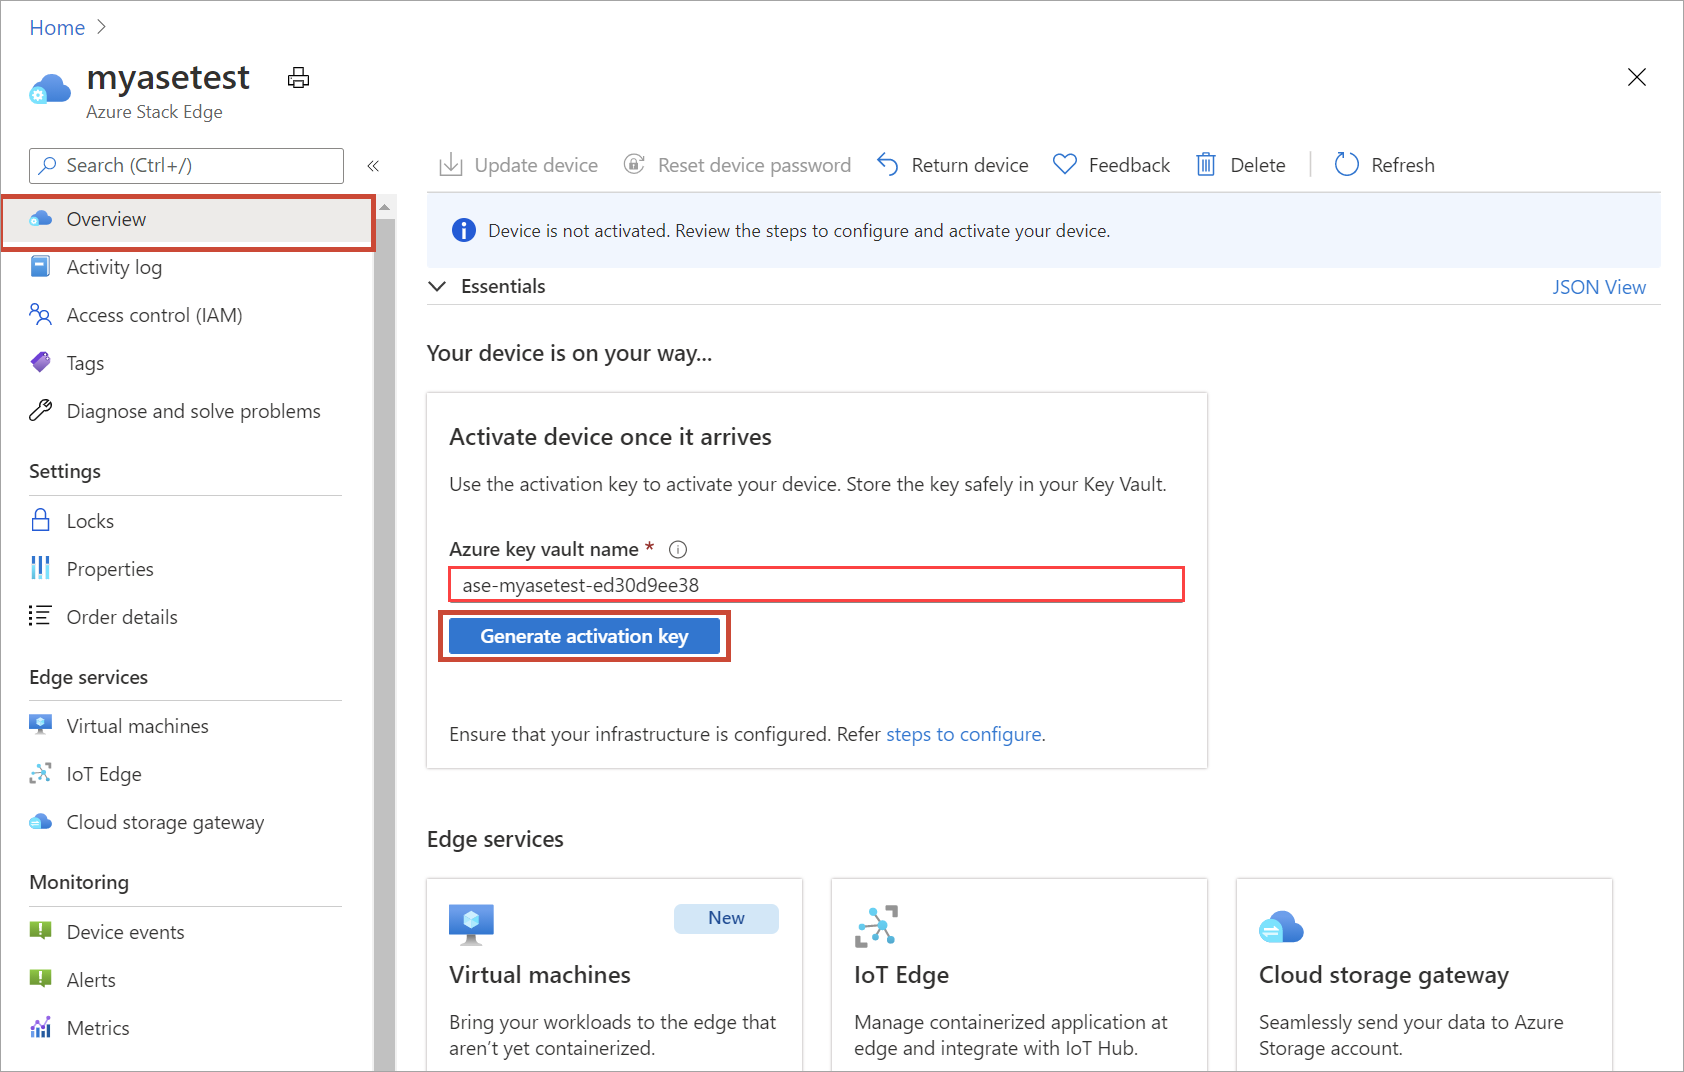 Home
myasetest
Azure Stack Edge
Search (Ctrl+/)
Overview
Activity log
Access control (IAM)
Tags
Diagnose and solve problems
Settings
Locks
Properties
Order details
Edge services
Virtual machines
IoT Edge
Cloud storage gateway
Monitoring
Device events
Alerts
Metrics
Update device
Reset device password
Return device
Feedback
Delete
Refresh
Device is not activated. Review the steps to configure and activate your device.
Essentials
JSON View
Your device is on your way...
Activate device once it arrives
Use the activation key to activate your device. Store the key safely in your Key Vault.
Azure key vault name *
ase-myasetest-ed30d9ee38
Generate activation key
Ensure that your infrastructure is configured. Refer steps to configure.
Edge services
New
Virtual machines
Bring your workloads to the edge that
aren’t yet containerized.
IoT Edge
Manage containerized application at
edge and integrate with IoT Hub.
Cloud storage gateway
Seamlessly send your data to Azure
Storage account.